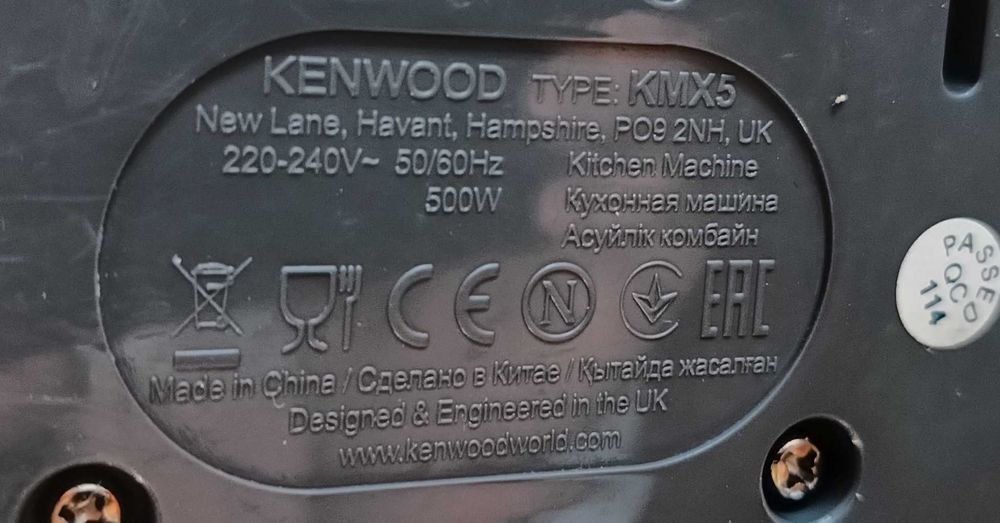 KENWOOD TYPE: KMX5
New Lane, Havant, Hampshire, PO9 2NH, UK
220-240V~ 50/60Hz Kitchen Machine
500W Кухонная машина
Асуйлік комбайн
CE N EAC
Made in China / Сделано в Китае / Қытайда жасалған
Designed & Engineered in the UK
www.kenwoodworld.com
PASSED
QC
114